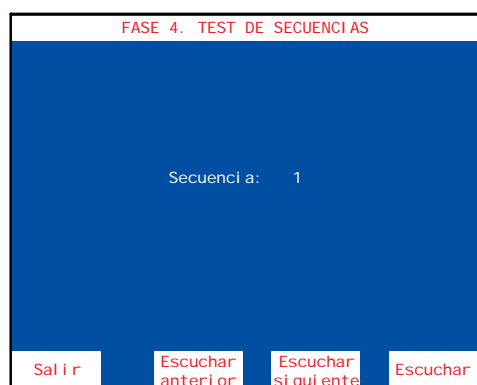 FASE 4. TEST DE SECUENCIAS
Secuencia: 1
Salir
Escuchar
anterior
Escuchar
siguiente
Escuchar